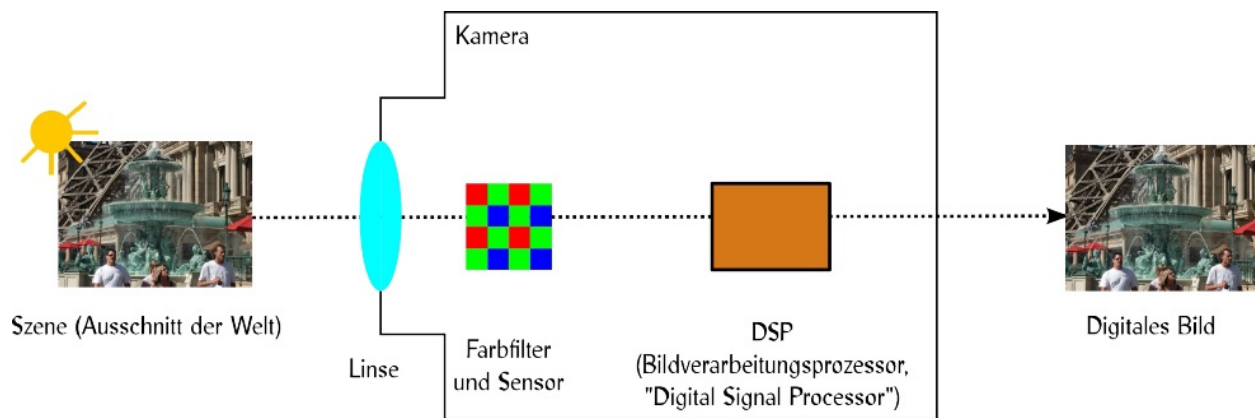 Kamera
Szene (Ausschnitt der Welt)
Linse
Farbfilter
und Sensor
DSP
(Bildverarbeitungsprozessor,
"Digital Signal Processor")
Digitales Bild